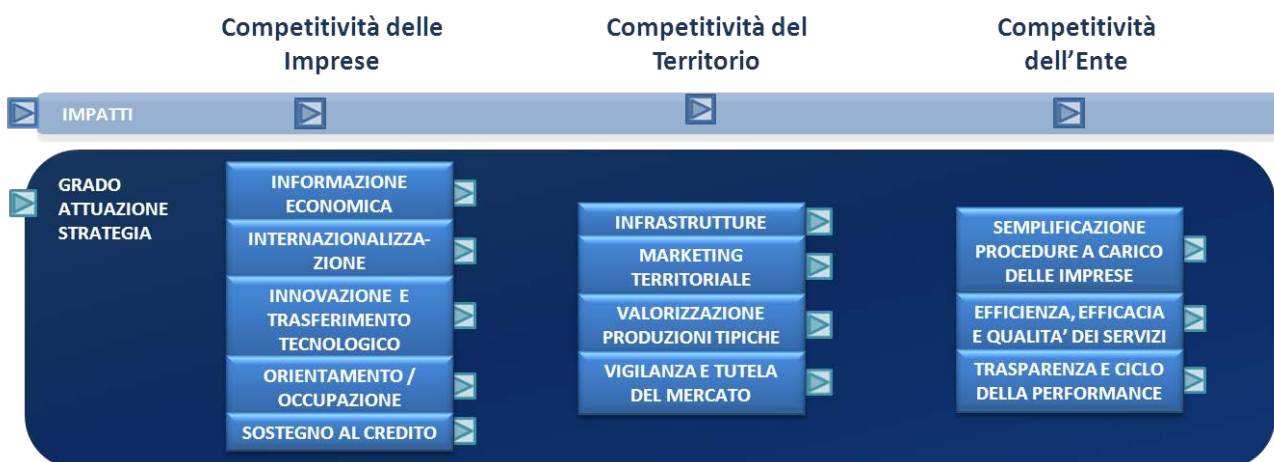 Competitività delle
Imprese
Competitività del
Territorio
Competitività
dell’Ente
IMPATTI
GRADO
ATTUAZIONE
STRATEGIA
INFORMAZIONE
ECONOMICA
INTERNAZIONALIZZA-
ZIONE
INNOVAZIONE E
TRASFERIMENTO
TECNOLOGICO
ORIENTAMENTO /
OCCUPAZIONE
SOSTEGNO AL CREDITO
INFRASTRUTTURE
MARKETING
TERRITORIALE
VALORIZZAZIONE
PRODUZIONI TIPICHE
VIGILANZA E TUTELA
DEL MERCATO
SEMPLIFICAZIONE
PROCEDURE A CARICO
DELLE IMPRESE
EFFICIENZA, EFFICACIA
E QUALITA’ DEI SERVIZI
TRASPARENZA E CICLO
DELLA PERFORMANCE